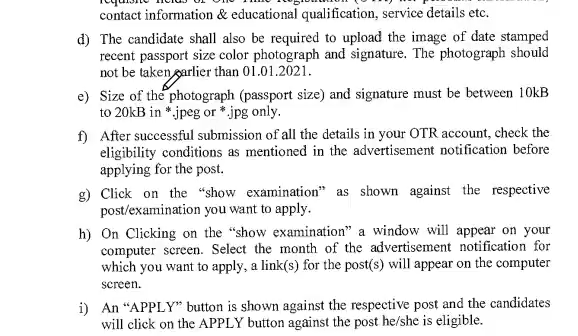 contact information & educational qualification, service details etc.
d) The candidate shall also be required to upload the image of date stamped
recent passport size color photograph and signature. The photograph should
not be taken earlier than 01.01.2021.
e) Size of the photograph (passport size) and signature must be between 10kB
to 20kB in *.jpeg or *.jpg only.
f) After successful submission of all the details in your OTR account, check the
eligibility conditions as mentioned in the advertisement notification before
applying for the post.
g) Click on the “show examination” as shown against the respective
post/examination you want to apply.
h) On Clicking on the “show examination” a window will appear on your
computer screen. Select the month of the advertisement notification for
which you want to apply, a link(s) for the post(s) will appear on the computer
screen.
i) An “APPLY” button is shown against the respective post and the candidates
will click on the APPLY button against the post he/she is eligible.